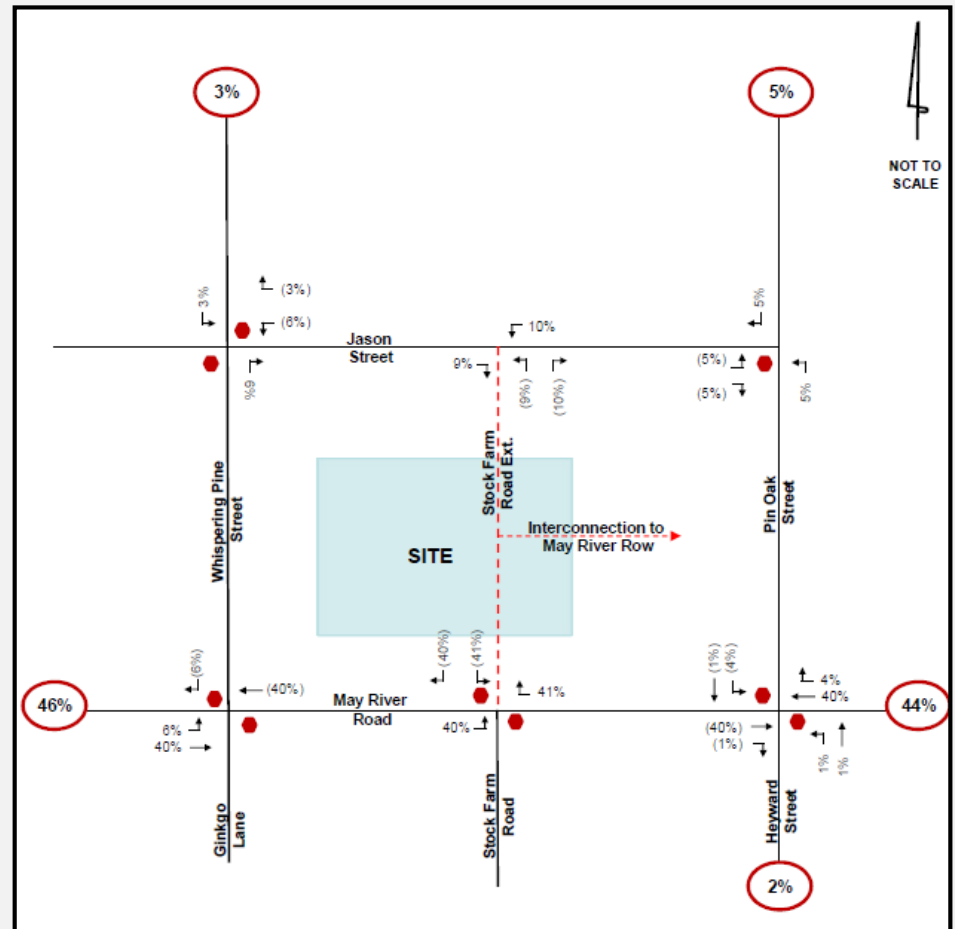 3%
5%
NOT TO
SCALE
3%
(3%)
(6%)
Jason
Street
6%
10%
9%
(9%)
(10%)
5%
(5%)
(5%)
5%
Whispering Pine
Street
Stock Farm
Road Ext.
Pin Oak
Street
Interconnection to
May River Row
SITE
(6%)
(40%)
(40%)
(41%)
(1%)
(4%)
46%
May River
Road
41%
4%
40%
44%
6%
40%
40%
(40%)
(1%)
1%
1%
Ginkgo
Lane
Stock Farm
Road
Heyward
Street
2%